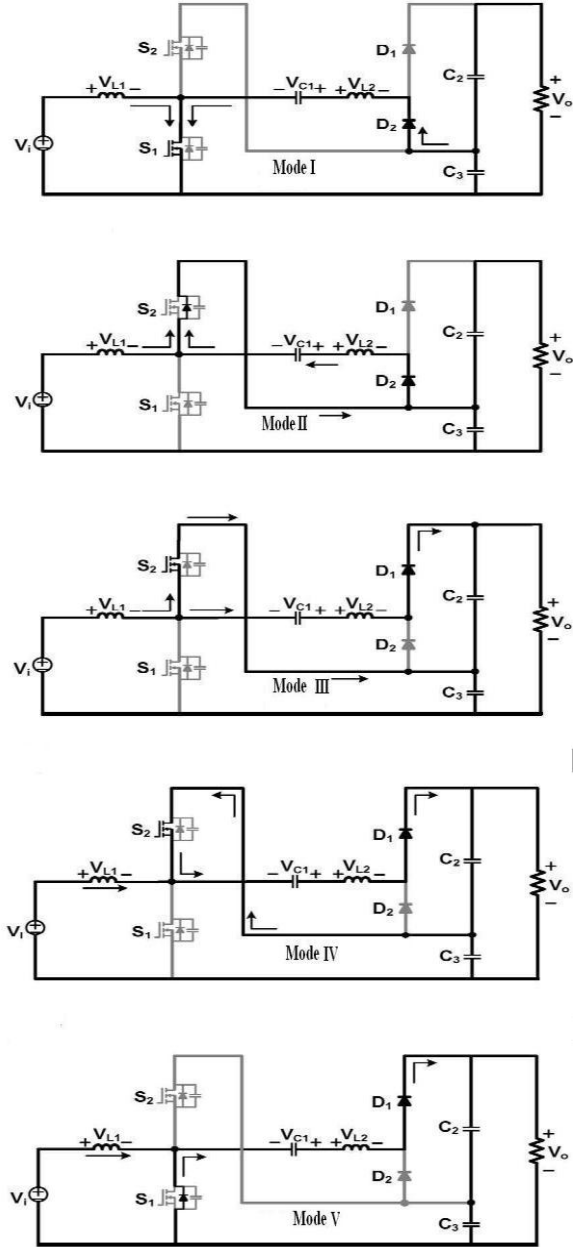 S2
D1
+ VL1 −
− VC1 +
+ VL2 −
C2
+
Vo
−
Vi
S1
D2
Mode I
C3
S2
D1
+ VL1 −
− VC1 +
+ VL2 −
C2
+
Vo
−
Vi
S1
D2
Mode II
C3
S2
D1
+ VL1 −
− VC1 +
+ VL2 −
C2
+
Vo
−
Vi
S1
D2
Mode III
C3
S2
D1
+ VL1 −
− VC1 +
+ VL2 −
C2
+
Vo
−
Vi
S1
D2
Mode IV
C3
S2
D1
+ VL1 −
− VC1 +
+ VL2 −
C2
+
Vo
−
Vi
S1
D2
Mode V
C3